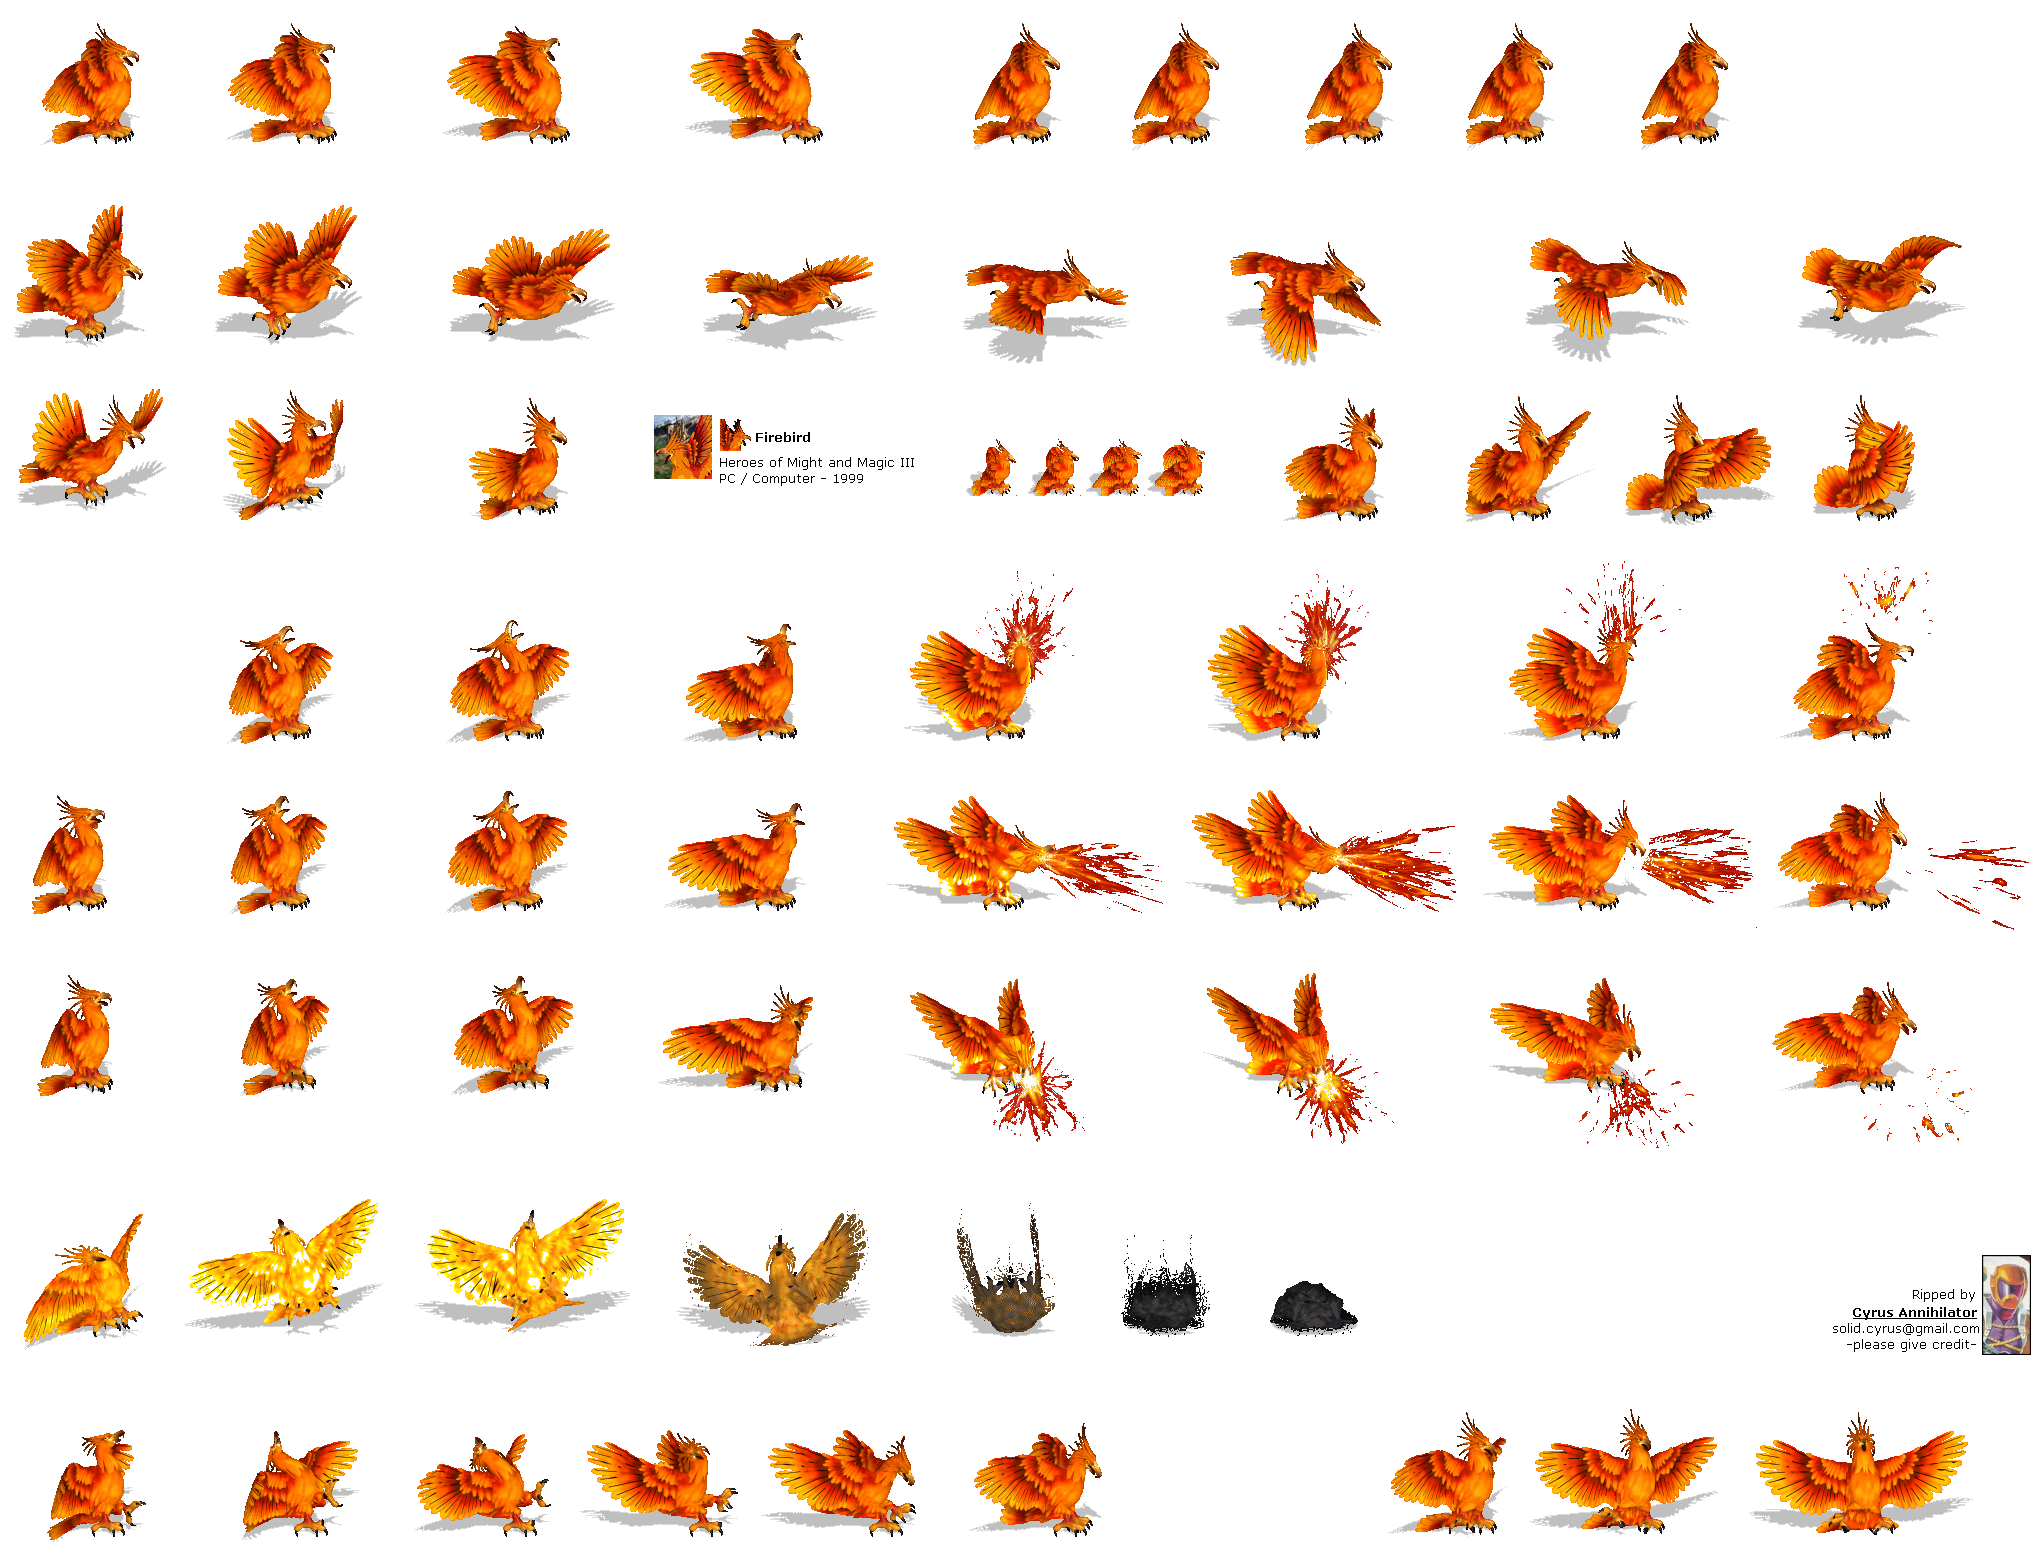 Firebird
Heroes of Might and Magic III
PC / Computer - 1999
Ripped by
Cyrus Annihilator
solid.cyrus@gmail.com
-please give credit-